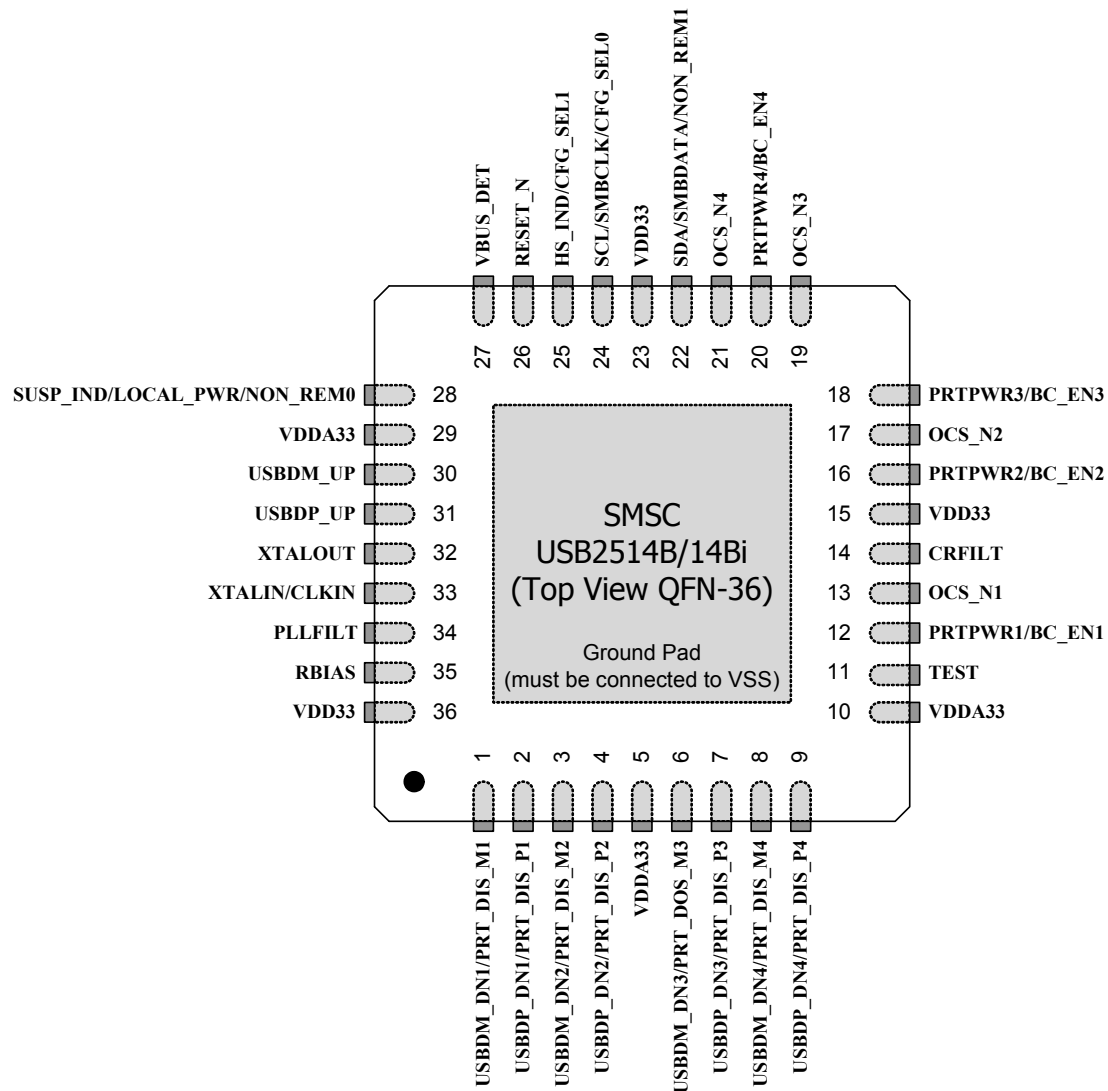 VBUS_DET
RESET_N
HS_IND/CFG_SEL1
SCL/SMBCLK/CFG_SEL0
VDD33
SDA/SMBDATA/NON_REM1
OCS_N4
PRTPWR4/BC_EN4
OCS_N3
27
26
25
24
23
22
21
20
19
SUSP_IND/LOCAL_PWR/NON_REM0
28
VDDA33
29
USBDM_UP
30
USBDP_UP
31
XTALOUT
32
XTALIN/CLKIN
33
PLLFILT
34
RBIAS
35
VDD33
36
SMSC
USB2514B/14Bi
(Top View QFN-36)
Ground Pad
(must be connected to VSS)
18
PRTPWR3/BC_EN3
17
OCS_N2
16
PRTPWR2/BC_EN2
15
VDD33
14
CRFILT
13
OCS_N1
12
PRTPWR1/BC_EN1
11
TEST
10
VDDA33
1
2
3
4
5
6
7
8
9
USBDM_DN1/PRT_DIS_M1
USBDP_DN1/PRT_DIS_P1
USBDM_DN2/PRT_DIS_M2
USBDP_DN2/PRT_DIS_P2
VDDA33
USBDM_DN3/PRT_DOS_M3
USBDP_DN3/PRT_DIS_P3
USBDM_DN4/PRT_DIS_M4
USBDP_DN4/PRT_DIS_P4